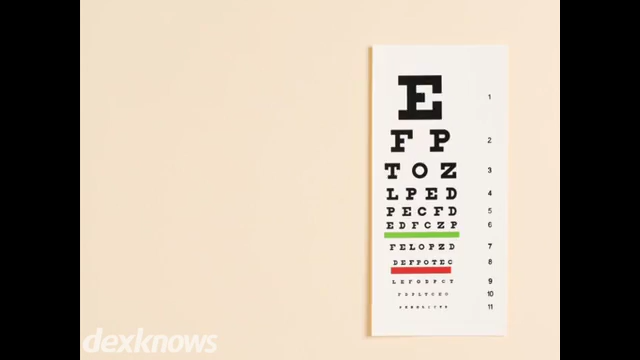 E 1
F P 2
T O Z 3
L P E D 4
P E C F D 5
E D F C Z P 6
F E L O P Z D 7
D E F P O T E C 8
9
10
11
dexknows